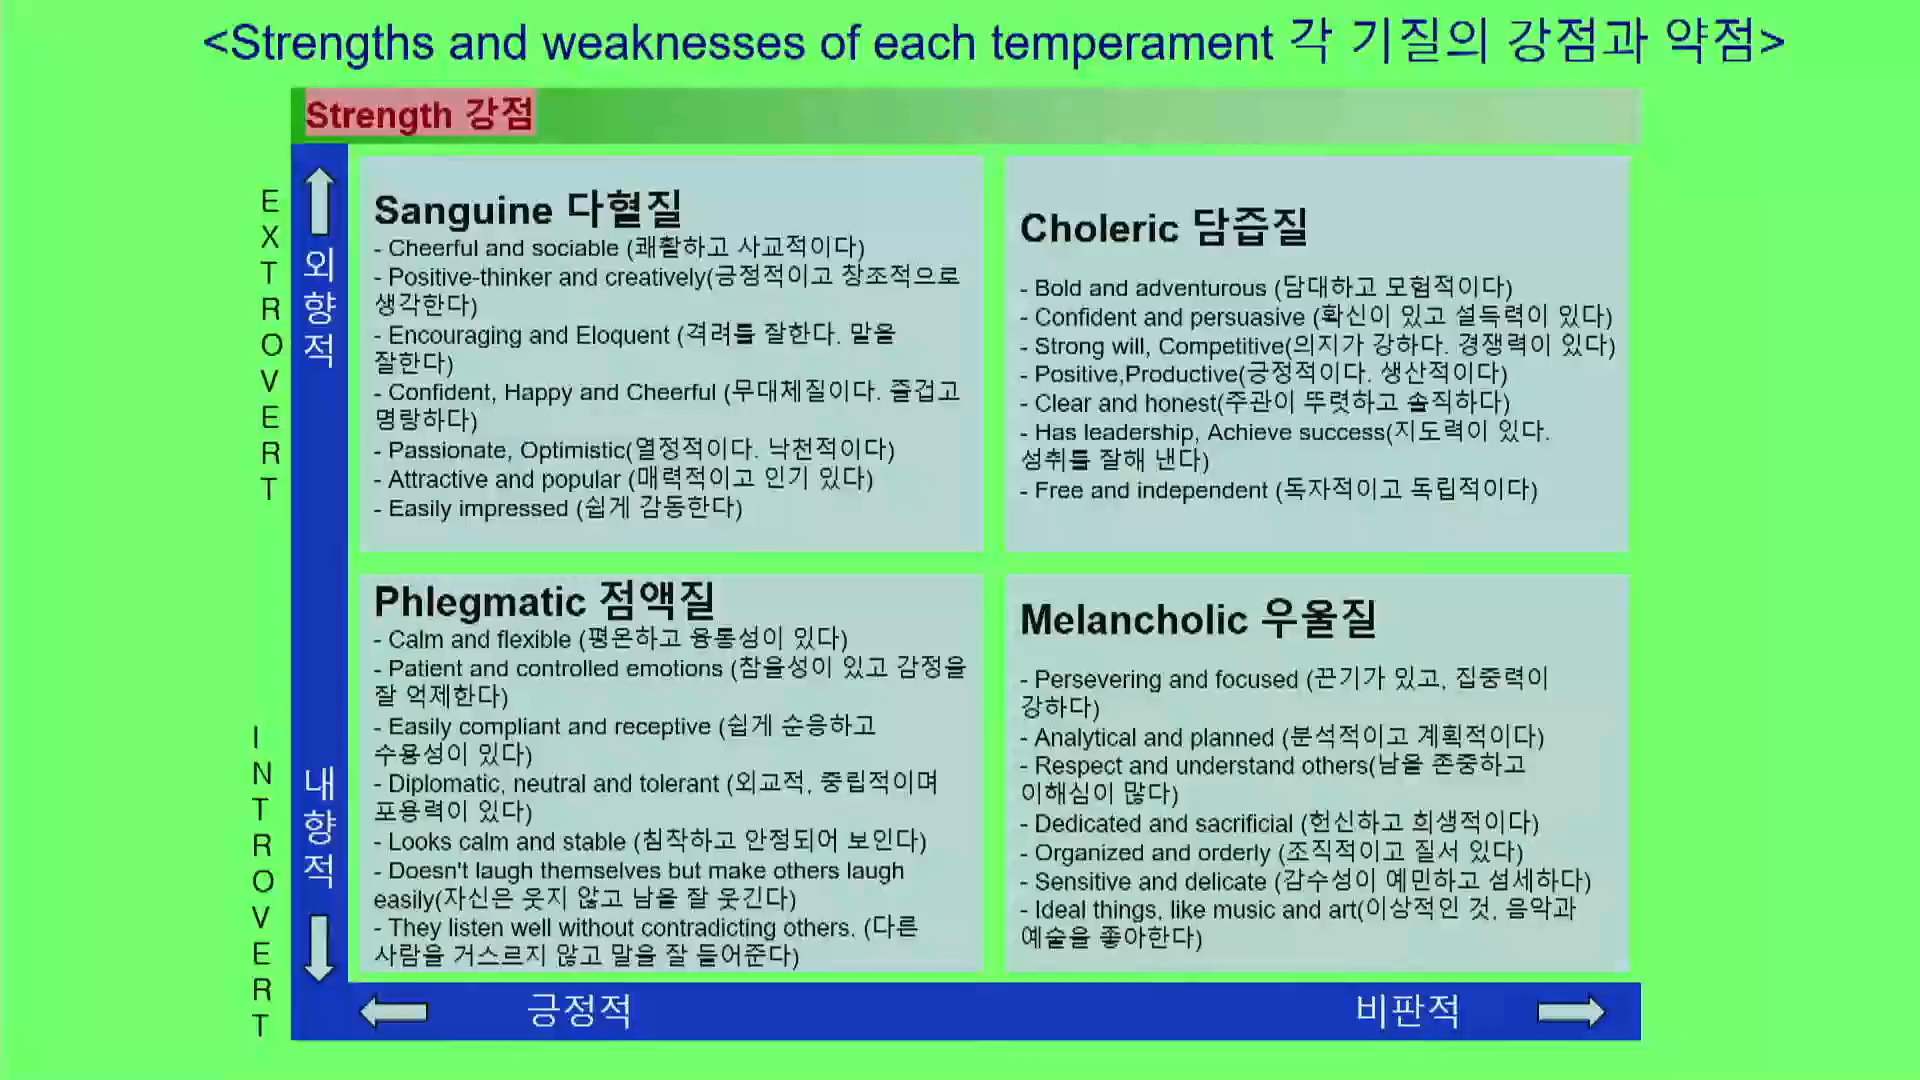 <Strengths and weaknesses of each temperament 각 기질의 강점과 약점>
Strength 강점
EXTROVERT
외향적
Sanguine 다혈질
- Cheerful and sociable (쾌활하고 사교적이다)
- Positive-thinker and creatively(긍정적이고 창조적으로
생각한다)
- Encouraging and Eloquent (격려를 잘한다. 말을
잘한다)
- Confident, Happy and Cheerful (무대체질이다. 즐겁고
명랑하다)
- Passionate, Optimistic(열정적이다. 낙천적이다)
- Attractive and popular (매력적이고 인기 있다)
- Easily impressed (쉽게 감동한다)
Choleric 담즙질
- Bold and adventurous (담대하고 모험적이다)
- Confident and persuasive (확신이 있고 설득력이 있다)
- Strong will, Competitive(의지가 강하다. 경쟁력이 있다)
- Positive,Productive(긍정적이다. 생산적이다)
- Clear and honest(주관이 뚜렷하고 솔직하다)
- Has leadership, Achieve success(지도력이 있다.
성취를 잘해 낸다)
- Free and independent (독자적이고 독립적이다)
INTROVERT
내향적
Phlegmatic 점액질
- Calm and flexible (평온하고 융통성이 있다)
- Patient and controlled emotions (참을성이 있고 감정을
잘 억제한다)
- Easily compliant and receptive (쉽게 순응하고
수용성이 있다)
- Diplomatic, neutral and tolerant (외교적, 중립적이며
포용력이 있다)
- Looks calm and stable (침착하고 안정되어 보인다)
- Doesn't laugh themselves but make others laugh
easily(자신은 웃지 않고 남을 잘 웃긴다)
- They listen well without contradicting others. (다른
사람을 거스르지 않고 말을 잘 들어준다)
Melancholic 우울질
- Persevering and focused (끈기가 있고, 집중력이
강하다)
- Analytical and planned (분석적이고 계획적이다)
- Respect and understand others(남을 존중하고
이해심이 많다)
- Dedicated and sacrificial (헌신하고 희생적이다)
- Organized and orderly (조직적이고 질서 있다)
- Sensitive and delicate (감수성이 예민하고 섬세하다)
- Ideal things, like music and art(이상적인 것, 음악과
예술을 좋아한다)
긍정적
비판적